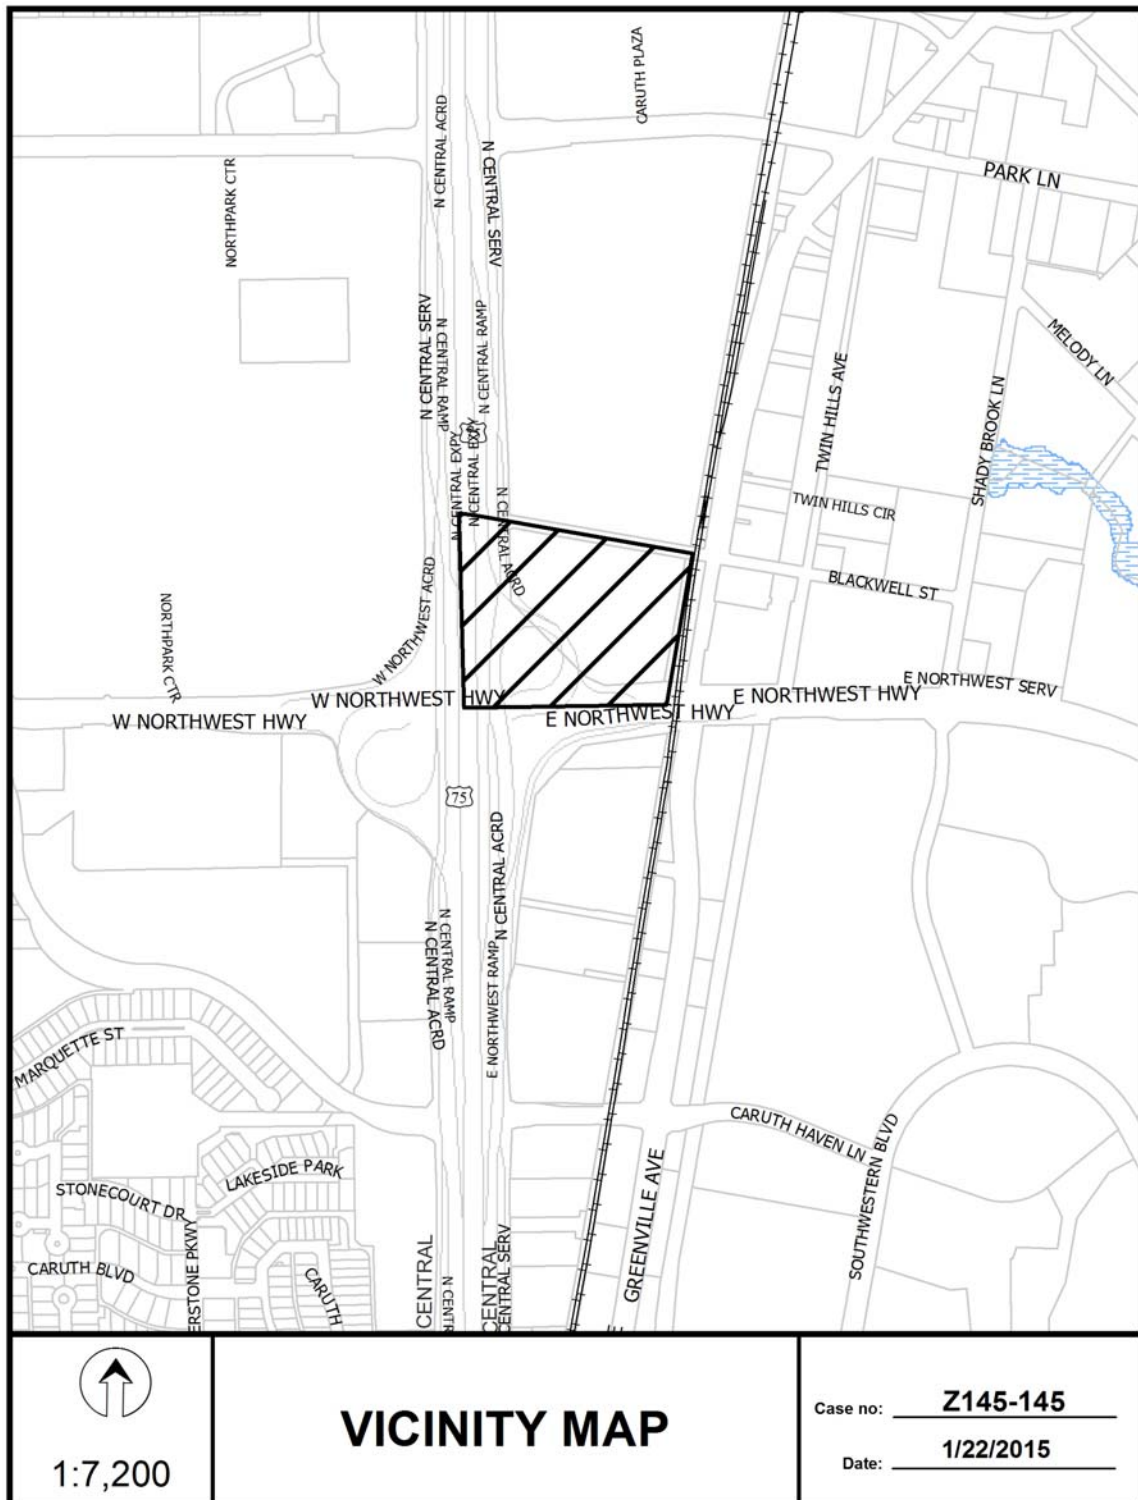 CARUTH PLAZA
N CENTRAL ACRD
N CENTRAL SERV
NORTHPARK CTR
PARK LN
N CENTRAL SERV
N CENTRAL RAMP
N CENTRAL RAMP
MELODY LN
TWIN HILLS AVE
SHADY BROOK LN
N CENTRAL EXPY
N CENTRAL EXPY
N CENTRAL ACRD
TWIN HILLS CIR
W NORTHWEST ACRD
BLACKWELL ST
NORTHPARK CTR
E NORTHWEST SERV
W NORTHWEST HWY
E NORTHWEST HWY
W NORTHWEST HWY
E NORTHWEST HWY
75
N CENTRAL ACRD
N CENTRAL RAMP
N CENTRAL ACRD
E NORTHWEST RAMP
MARQUETTE ST
CARUTH HAVEN LN
LAKESIDE PARK
STONECOURT DR
SOUTHWESTERN BLVD
GREENVILLE AVE
CARUTH BLVD
ERSTONE PKWY
CARUTH
CENTRAL
N CENTR
CENTRAL
CENTRAL SERV
1:7,200
VICINITY MAP
Case no: Z145-145
Date: 1/22/2015